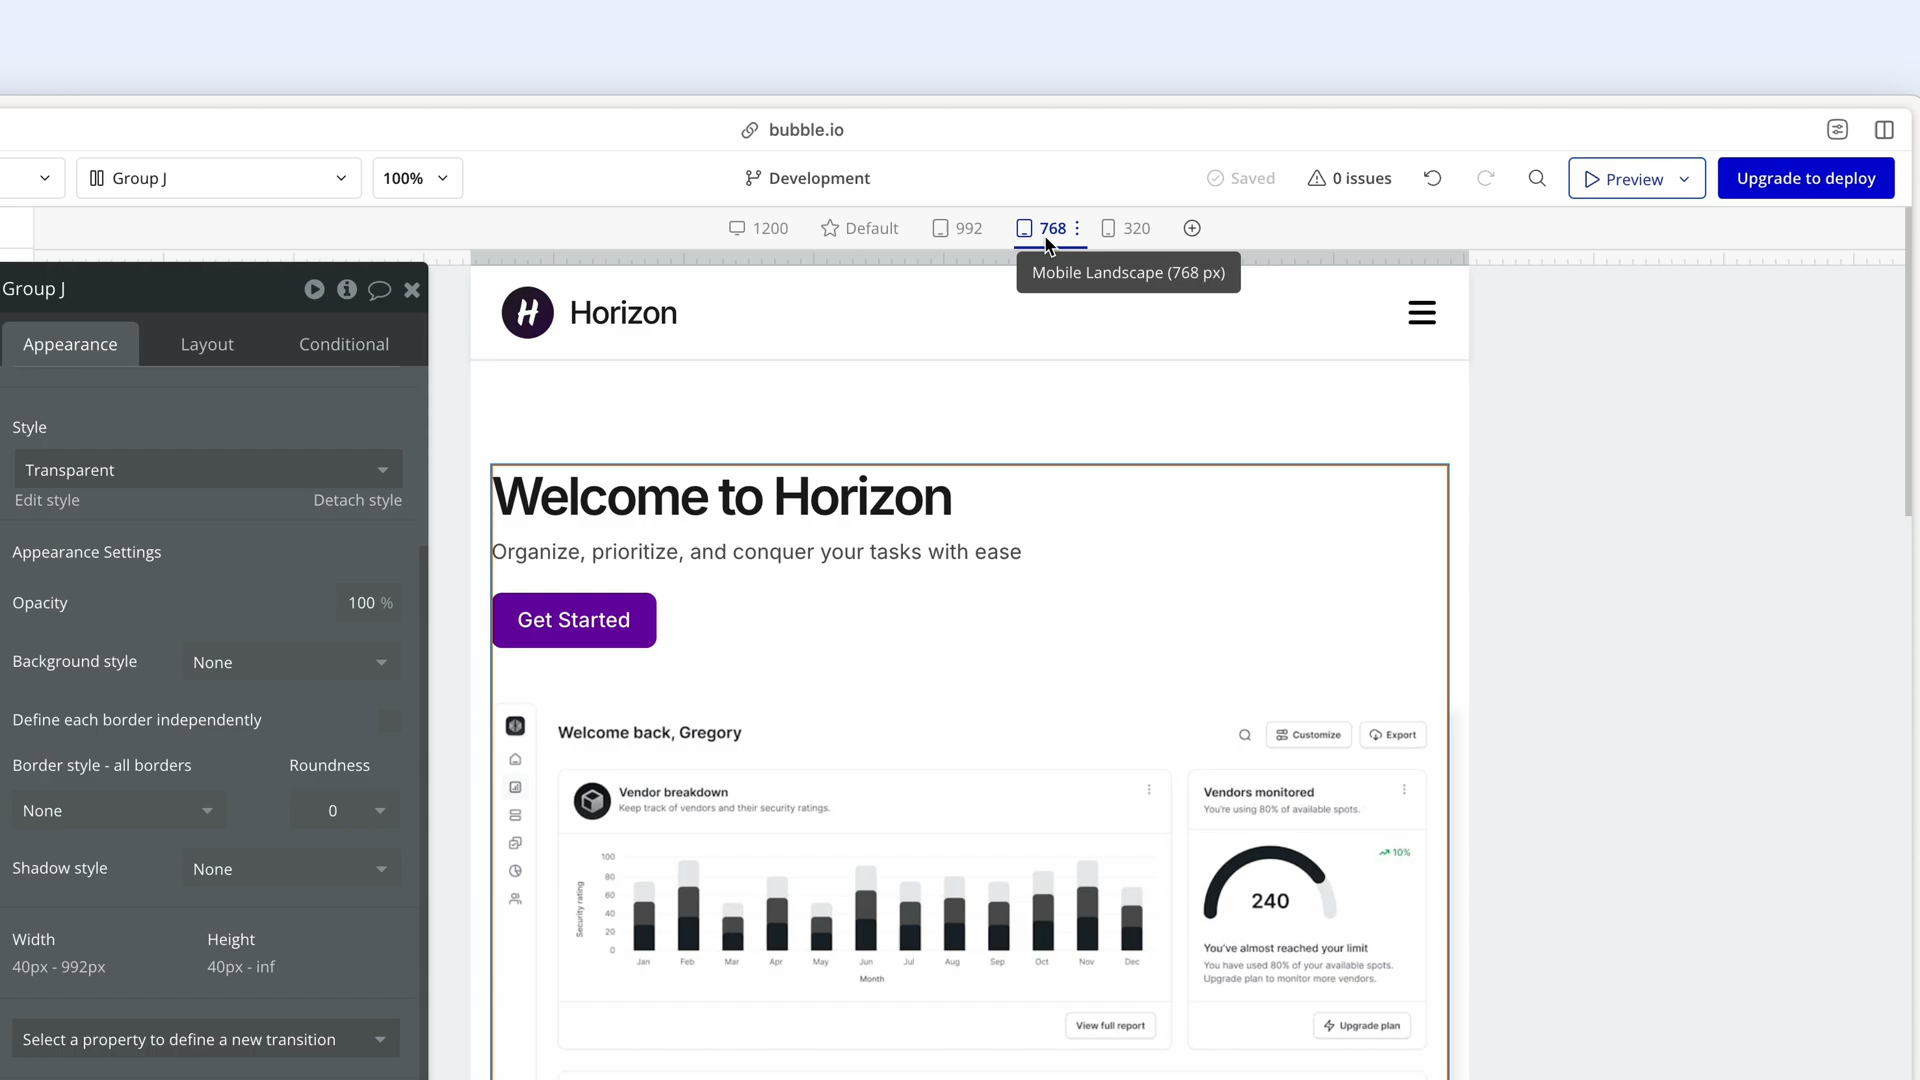 bubble.io
Group J
100%
Development
Saved
0 issues
Preview
Upgrade to deploy
1200
Default
992
768
320
Mobile Landscape (768 px)
Group J
Appearance
Layout
Conditional
Style
Transparent
Edit style
Detach style
Appearance Settings
Opacity
100 %
Background style
None
Define each border independently
Border style - all borders
Roundness
None
0
Shadow style
None
Width
Height
40px - 992px
40px - inf
Select a property to define a new transition
H
Horizon
Welcome to Horizon
Organize, prioritize, and conquer your tasks with ease
Get Started
Welcome back, Gregory
Customize
Export
Vendor breakdown
Keep track of vendors and their security ratings.
100
80
60
40
20
0
Security rating
Jan
Feb
Mar
Apr
May
Jun
Jul
Aug
Sep
Oct
Nov
Dec
Month
View full report
Vendors monitored
You're using 80% of available spots.
10%
240
You've almost reached your limit
You have used 80% of your available spots.
Upgrade plan to monitor more vendors.
Upgrade plan